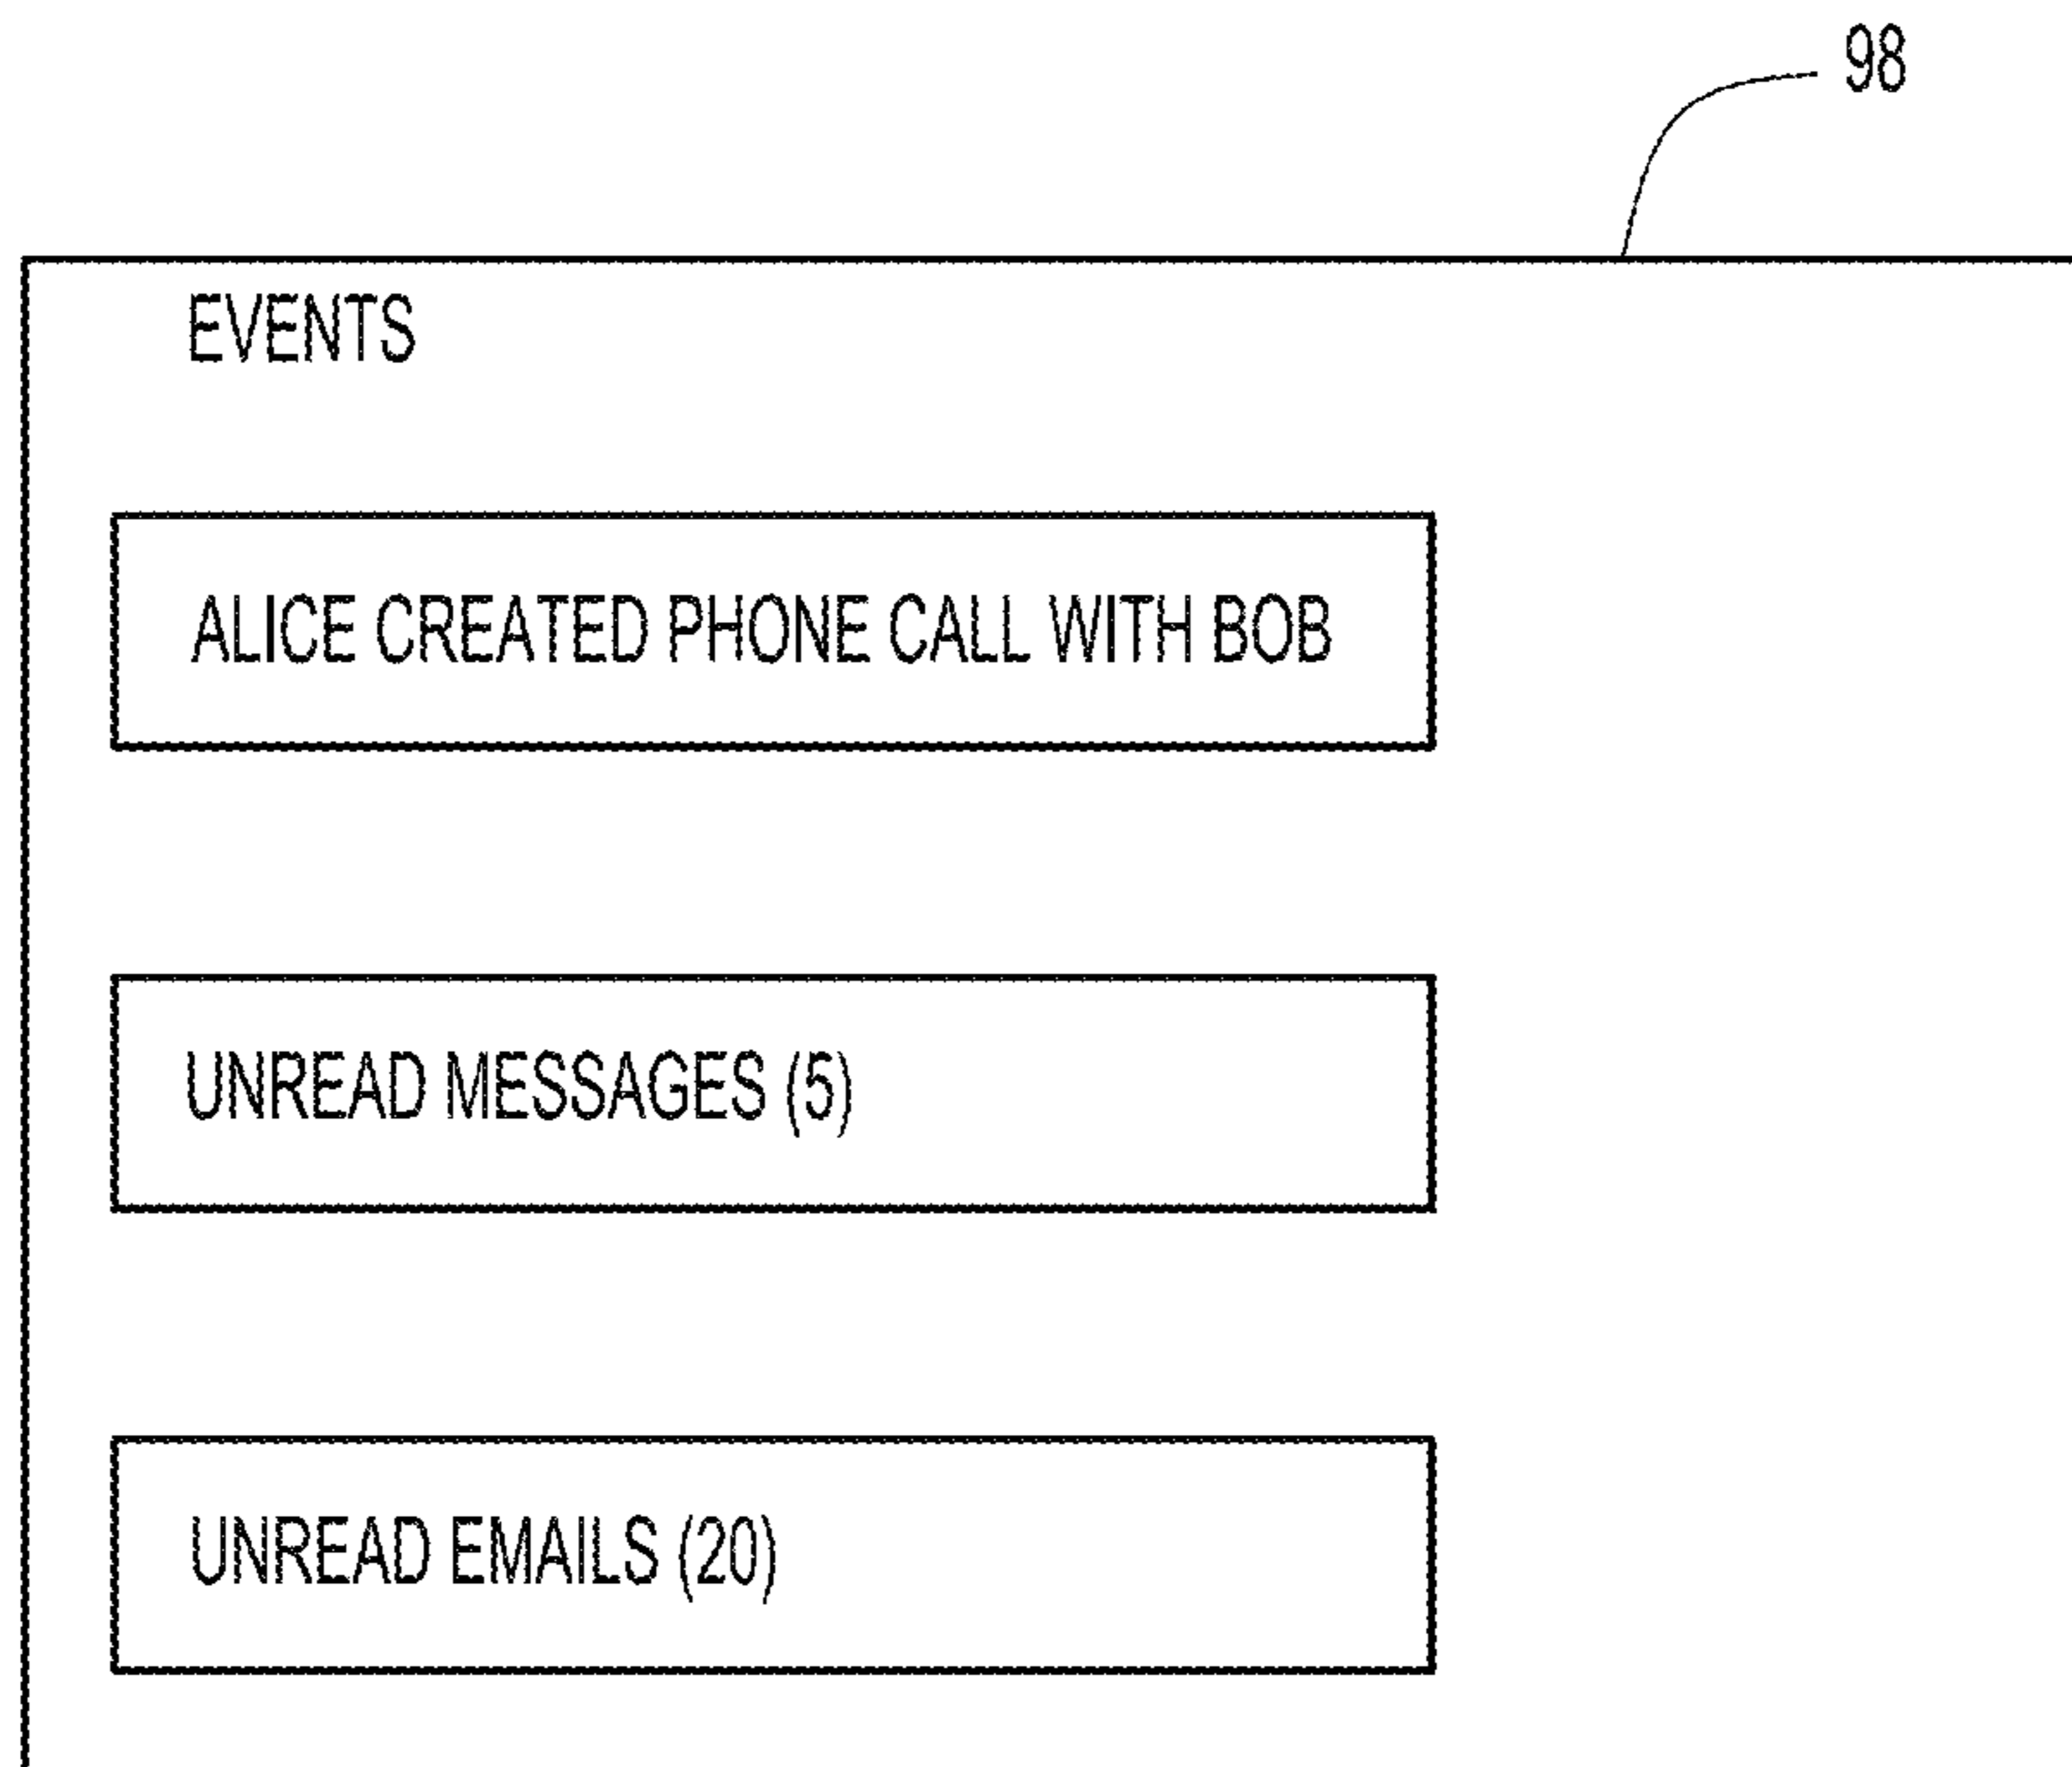 98
EVENTS
ALICE CREATED PHONE CALL WITH BOB
UNREAD MESSAGES (5)
UNREAD EMAILS (20)